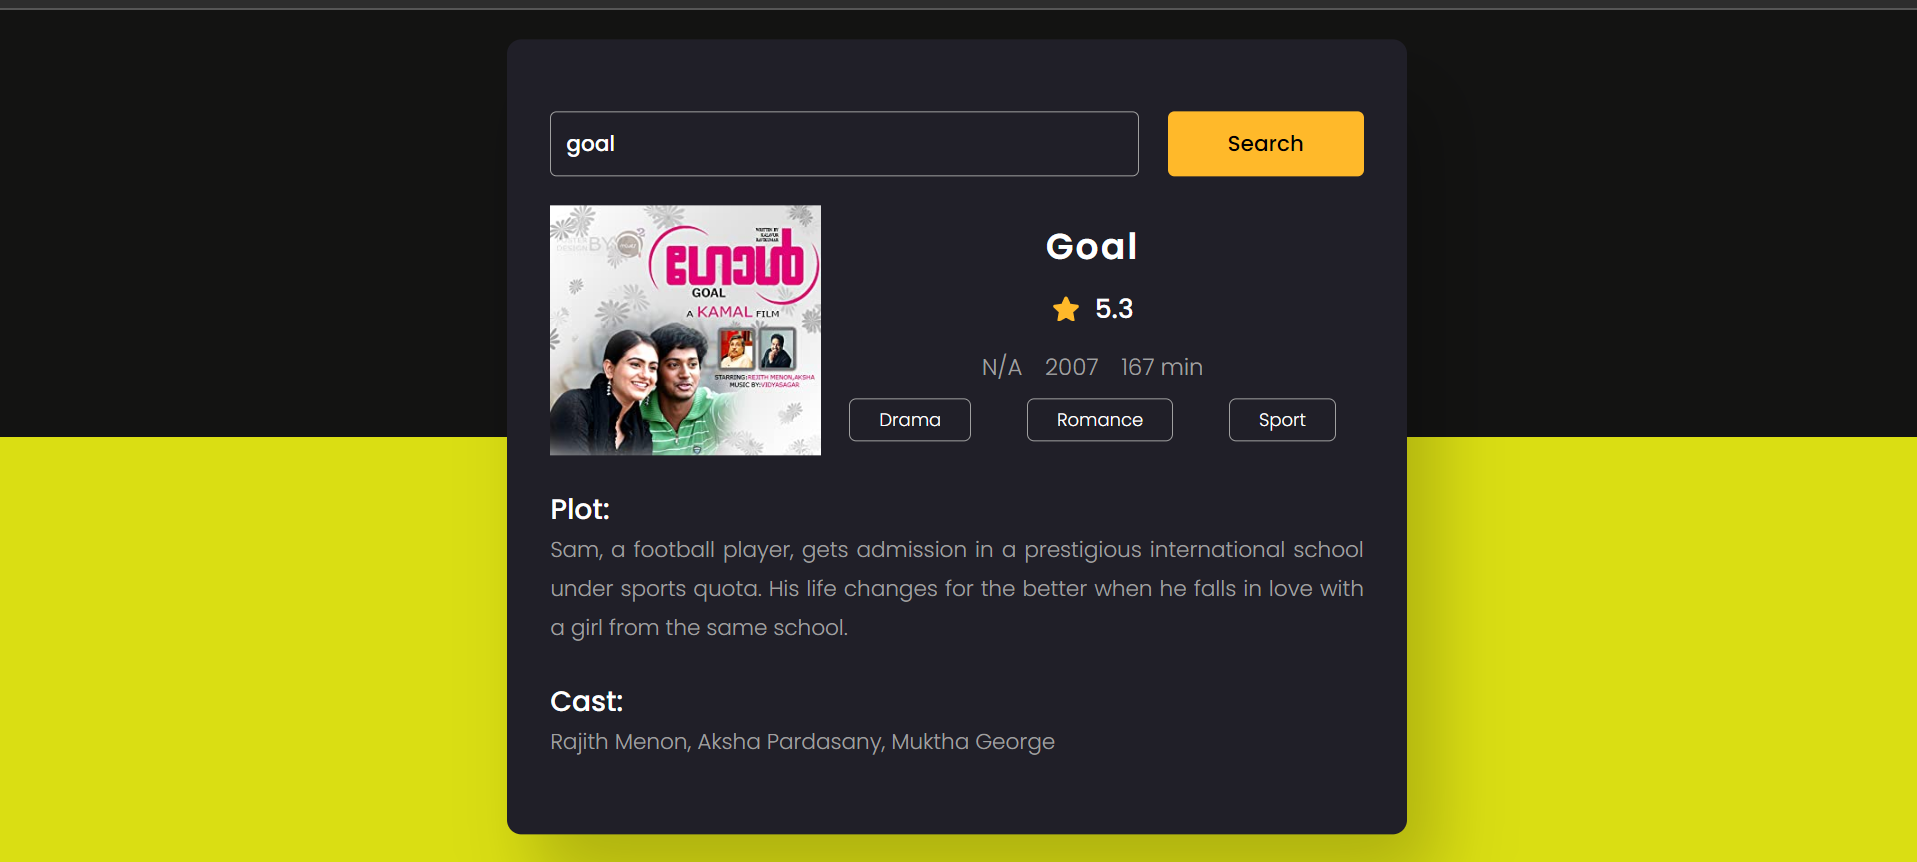 goal
Search
ഗോൾ
GOAL
A KAMAL FILM
STARRING:REJITH MENON,AKSHA
MUSIC BY:VIDYASAGAR
Goal
5.3
N/A 2007 167 min
Drama Romance Sport
Plot:
Sam, a football player, gets admission in a prestigious international school
under sports quota. His life changes for the better when he falls in love with
a girl from the same school.
Cast:
Rajith Menon, Aksha Pardasany, Muktha George